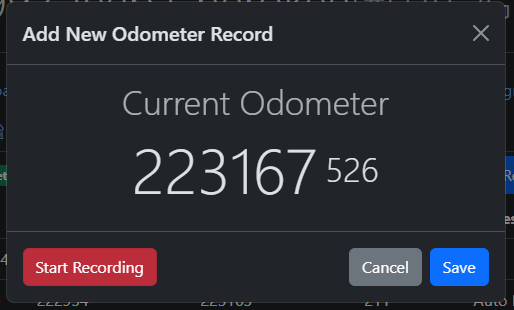 Add New Odometer Record
Current Odometer
223167 526
Start Recording
Cancel
Save